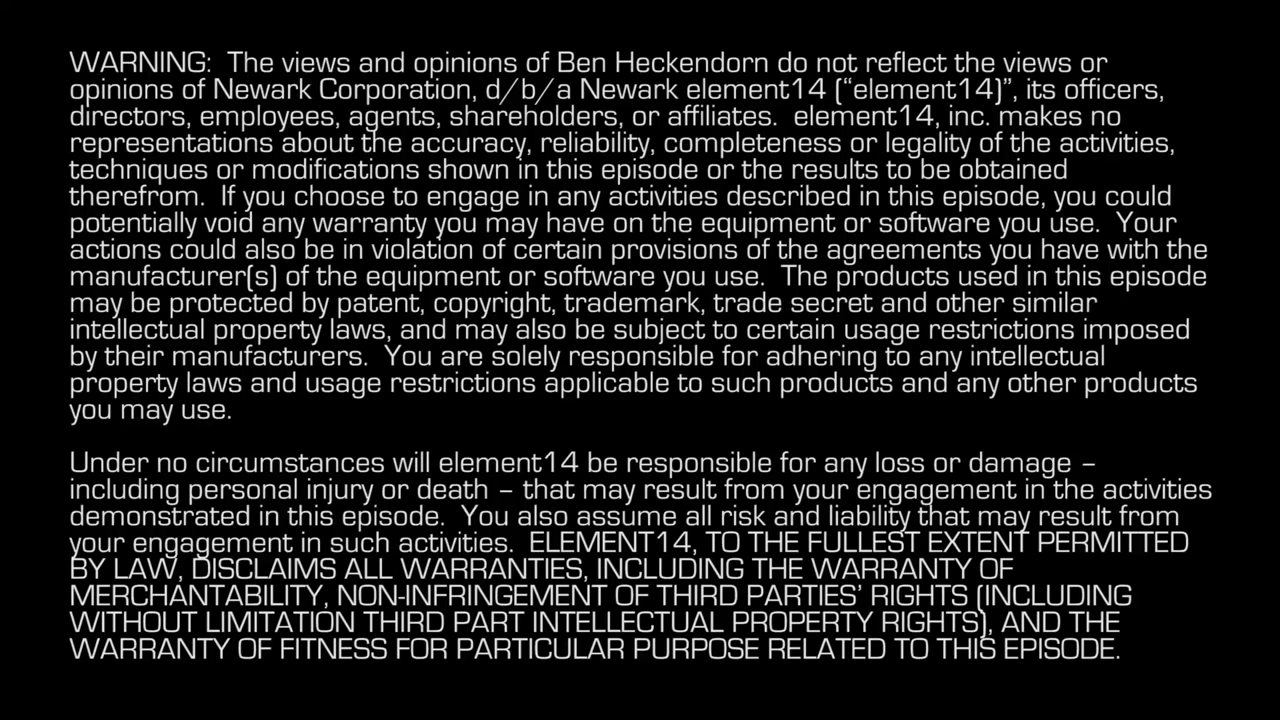 WARNING:  The views and opinions of Ben Heckendorn do not reflect the views or
opinions of Newark Corporation, d/b/a Newark element14 (“element14)”, its officers,
directors, employees, agents, shareholders, or affiliates.  element14, inc. makes no
representations about the accuracy, reliability, completeness or legality of the activities,
techniques or modifications shown in this episode or the results to be obtained
therefrom.  If you choose to engage in any activities described in this episode, you could
potentially void any warranty you may have on the equipment or software you use.  Your
actions could also be in violation of certain provisions of the agreements you have with the
manufacturer(s) of the equipment or software you use.  The products used in this episode
may be protected by patent, copyright, trademark, trade secret and other similar
intellectual property laws, and may also be subject to certain usage restrictions imposed
by their manufacturers.  You are solely responsible for adhering to any intellectual
property laws and usage restrictions applicable to such products and any other products
you may use.
Under no circumstances will element14 be responsible for any loss or damage –
including personal injury or death – that may result from your engagement in the activities
demonstrated in this episode.  You also assume all risk and liability that may result from
your engagement in such activities.  ELEMENT14, TO THE FULLEST EXTENT PERMITTED
BY LAW, DISCLAIMS ALL WARRANTIES, INCLUDING THE WARRANTY OF
MERCHANTABILITY, NON-INFRINGEMENT OF THIRD PARTIES’ RIGHTS (INCLUDING
WITHOUT LIMITATION THIRD PART INTELLECTUAL PROPERTY RIGHTS), AND THE
WARRANTY OF FITNESS FOR PARTICULAR PURPOSE RELATED TO THIS EPISODE.